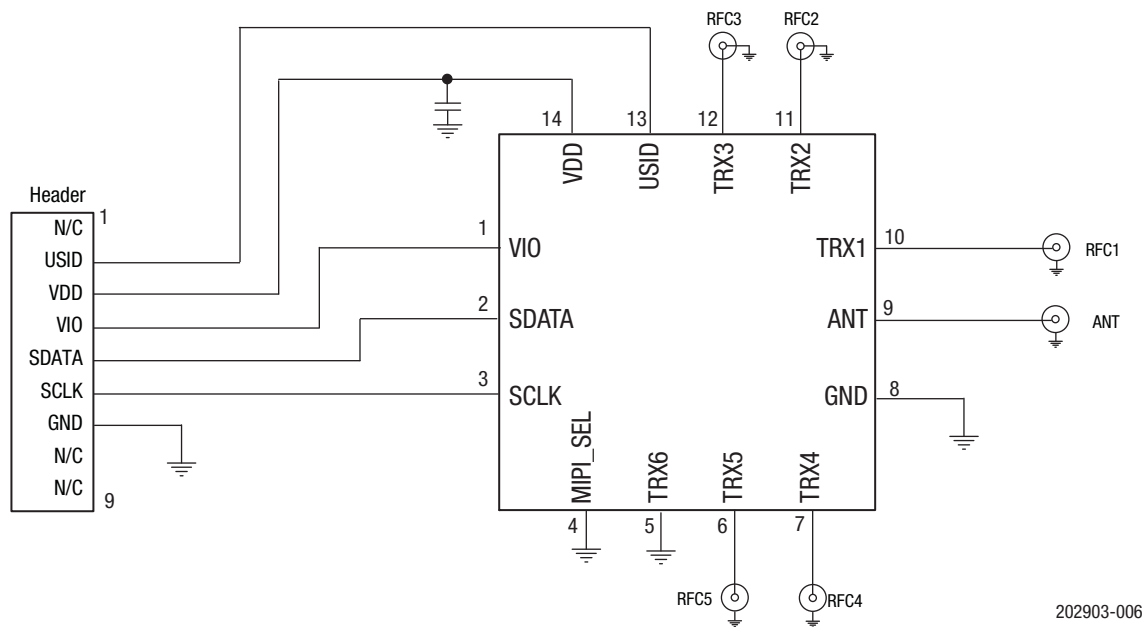 RFC3
RFC2
14
13
12
11
VDD
USID
TRX3
TRX2
Header
1
N/C
USID
VDD
VIO
SDATA
SCLK
GND
N/C
N/C
9
1
VIO
2
SDATA
3
SCLK
TRX1
10
RFC1
ANT
9
ANT
GND
8
MIPI_SEL
TRX6
TRX5
TRX4
4
5
6
7
RFC5
RFC4
202903-006